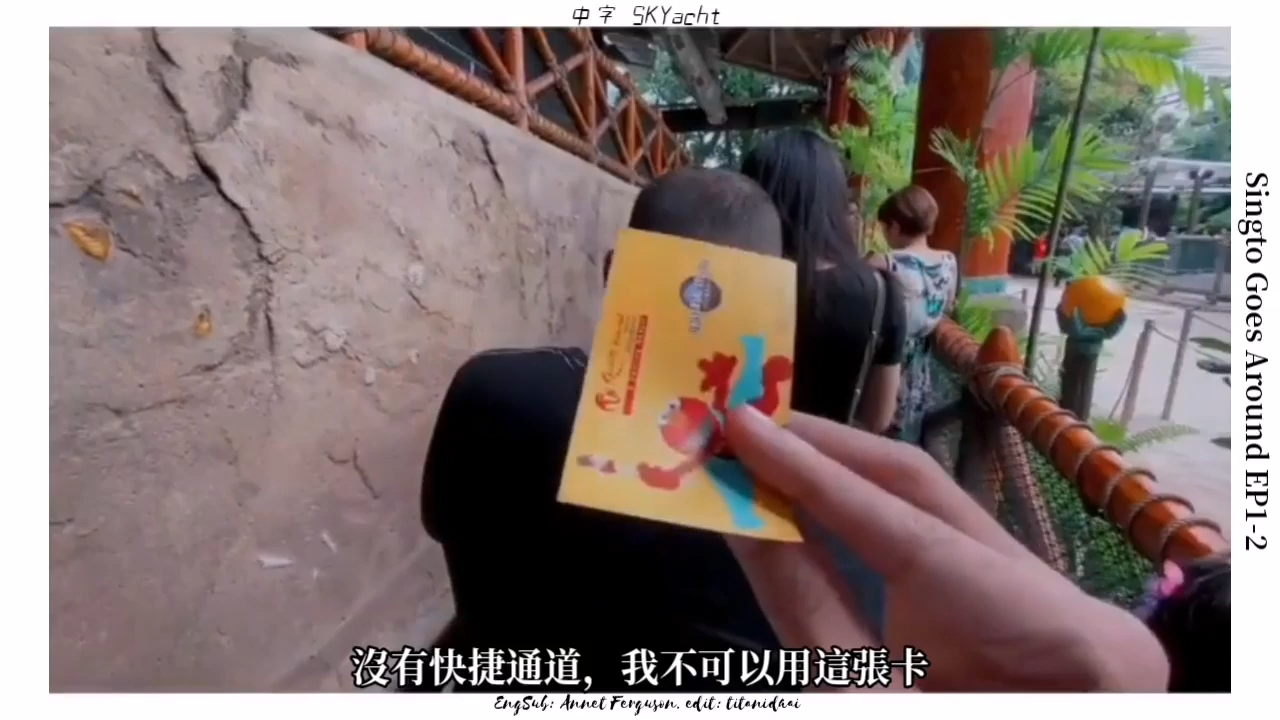 中字 SKYacht
Singto Goes Around EP1-2
沒有快捷通道，我不可以用這張卡
EngSub: Annet Ferguson. edit: titanidaai